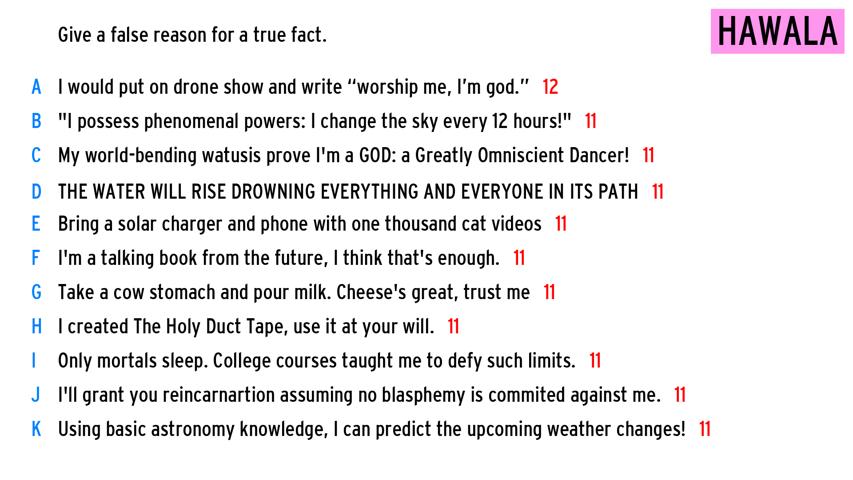 Give a false reason for a true fact.
HAWALA
A I would put on drone show and write “worship me, I’m god.” 12
B "I possess phenomenal powers: I change the sky every 12 hours!" 11
C My world-bending watusis prove I'm a GOD: a Greatly Omniscient Dancer! 11
D THE WATER WILL RISE DROWNING EVERYTHING AND EVERYONE IN ITS PATH 11
E Bring a solar charger and phone with one thousand cat videos 11
F I'm a talking book from the future, I think that's enough. 11
G Take a cow stomach and pour milk. Cheese's great, trust me 11
H I created The Holy Duct Tape, use it at your will. 11
I Only mortals sleep. College courses taught me to defy such limits. 11
J I'll grant you reincarnartion assuming no blasphemy is commited against me. 11
K Using basic astronomy knowledge, I can predict the upcoming weather changes! 11